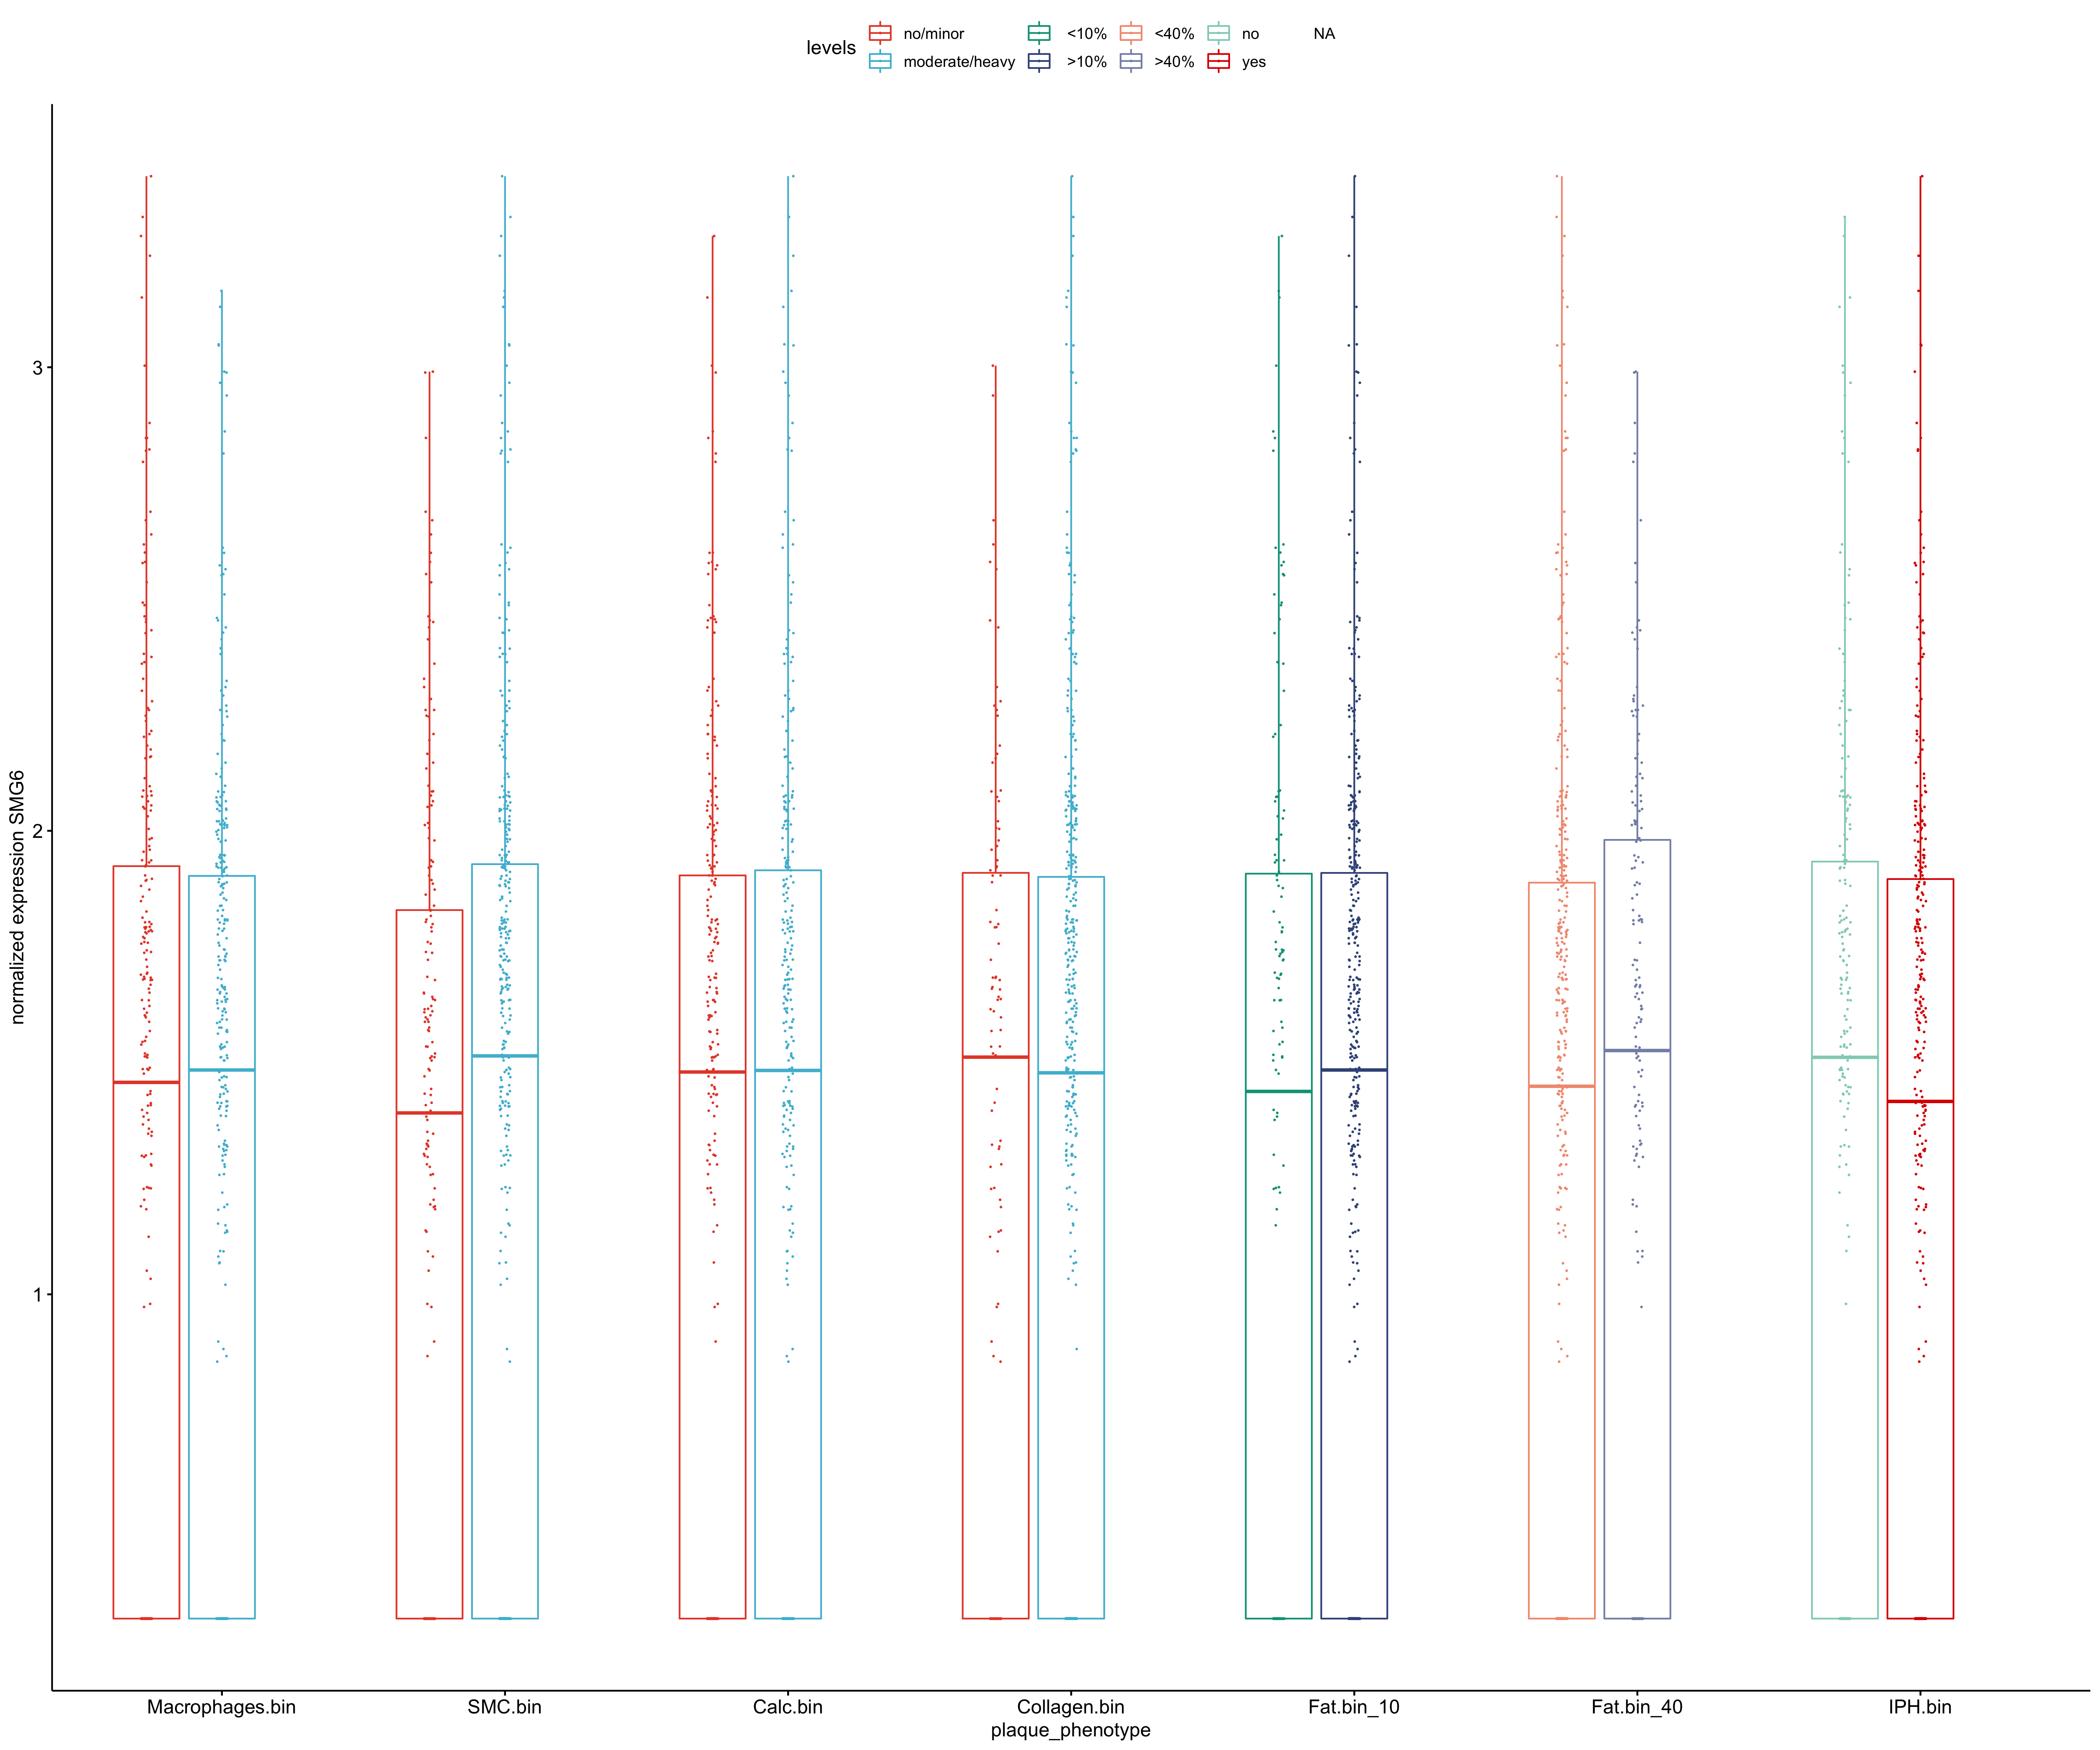 levels
no/minor <10% <40% no NA
moderate/heavy >10% >40% yes
normalized expression SMG6
3
2
1
Macrophages.bin SMC.bin Calc.bin Collagen.bin Fat.bin_10 Fat.bin_40 IPH.bin
plaque_phenotype